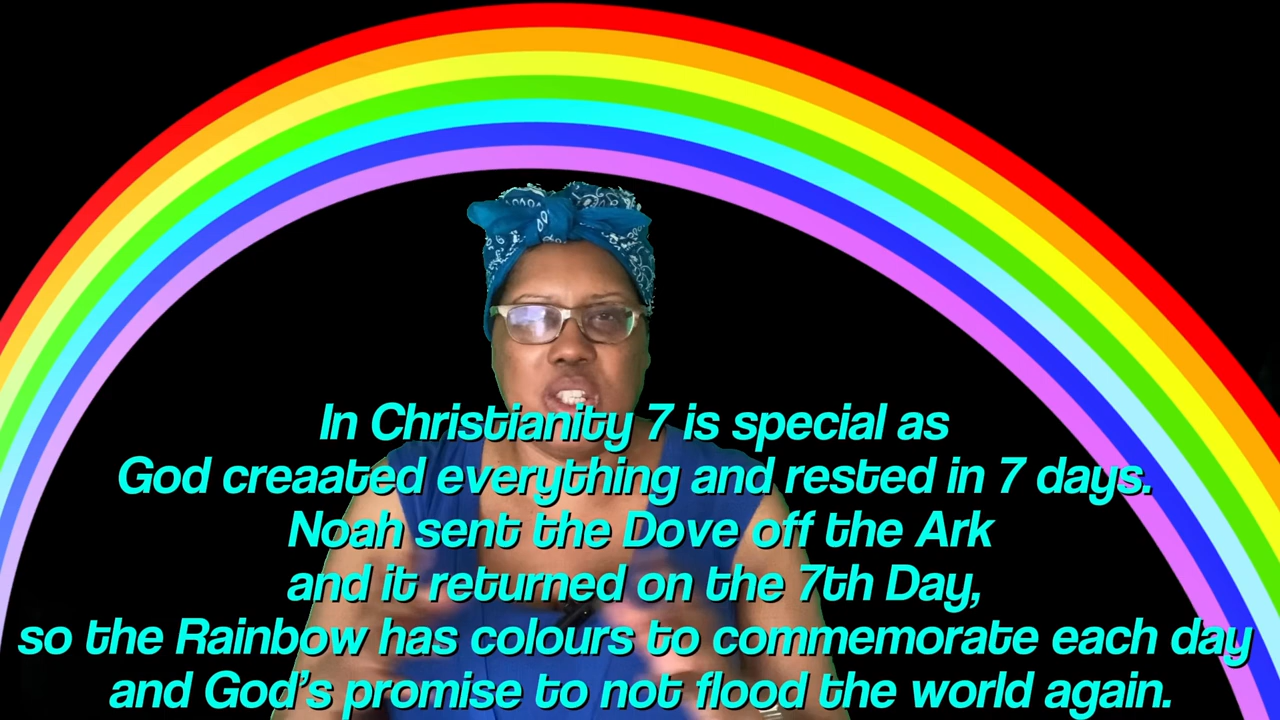 In Christianity 7 is special as
God creaated everything and rested in 7 days.
Noah sent the Dove off the Ark
and it returned on the 7th Day,
so the Rainbow has colours to commemorate each day
and God's promise to not flood the world again.